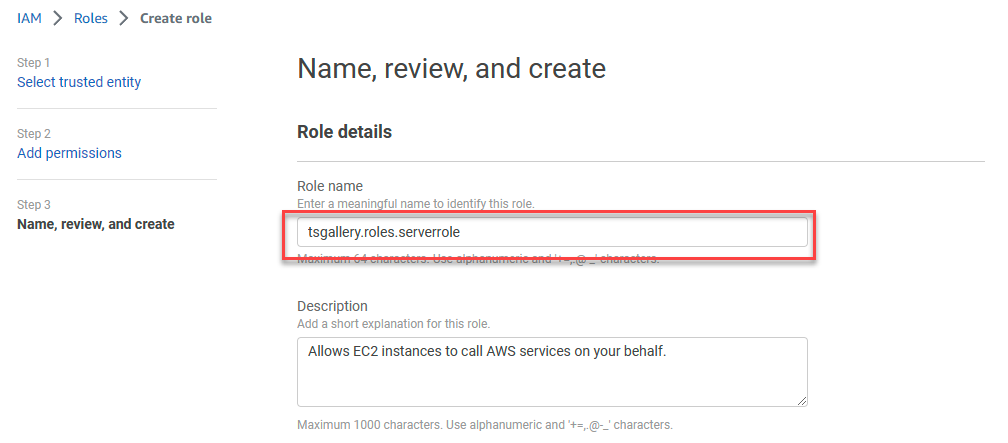 IAM > Roles > Create role
Step 1
Select trusted entity
Step 2
Add permissions
Step 3
Name, review, and create
Name, review, and create
Role details
Role name
Enter a meaningful name to identify this role.
tsgallery.roles.serverrole
Maximum 64 characters. Use alphanumeric and '+=,.@-_' characters.
Description
Add a short explanation for this role.
Allows EC2 instances to call AWS services on your behalf.
Maximum 1000 characters. Use alphanumeric and '+=,.@-_' characters.